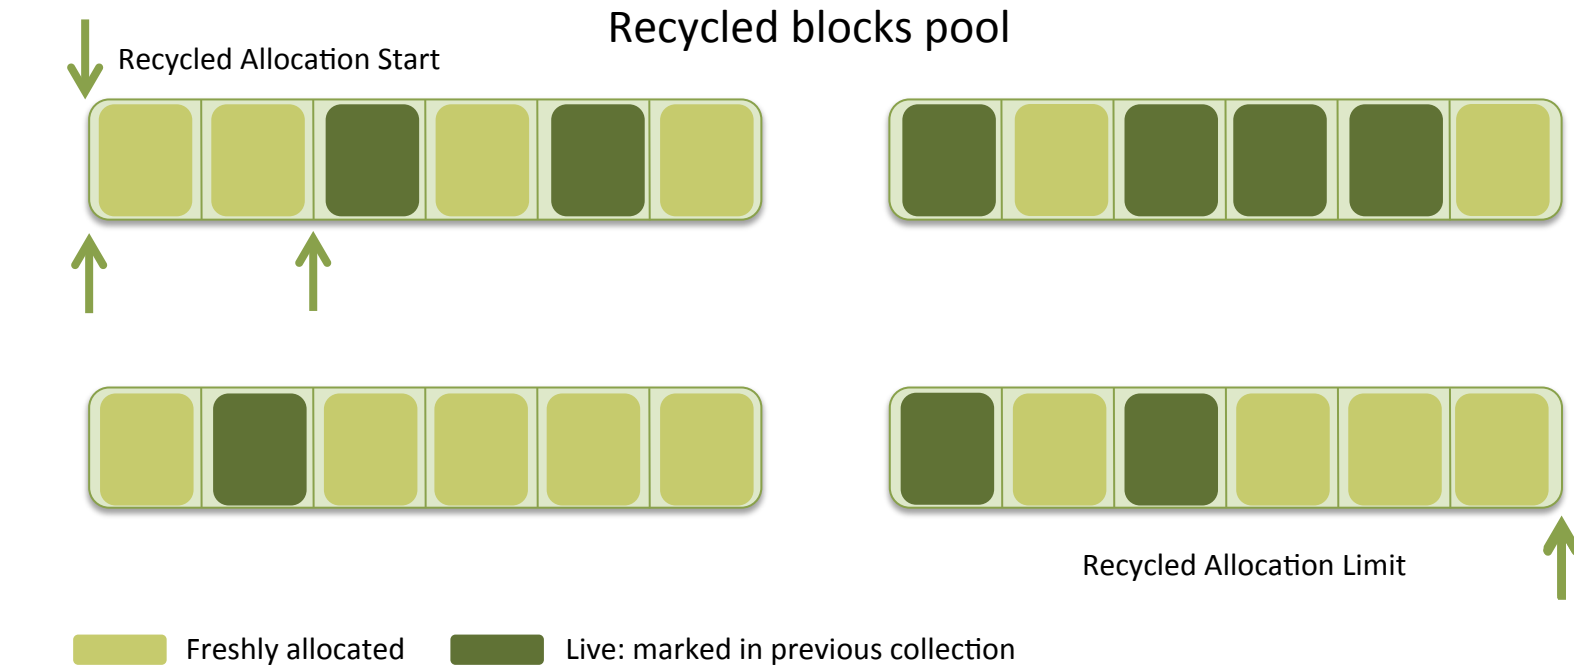 Recycled blocks pool
Recycled Allocation Start
Recycled Allocation Limit
Freshly allocated
Live: marked in previous collection